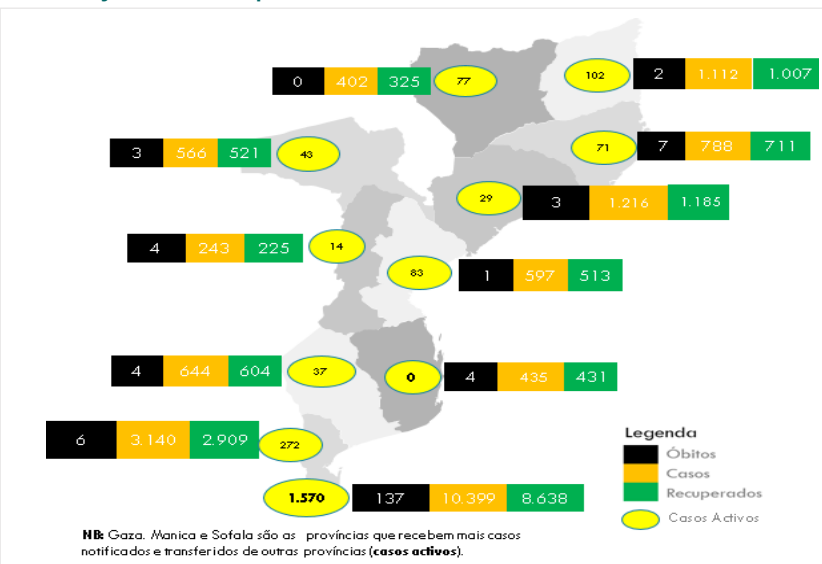 0 402 325 77
102 2 1.112 1.007
3 566 521 43
71 7 788 711
29 3 1.216 1.185
4 243 225 14
83 1 597 513
4 644 604 37
0 4 435 431
6 3.140 2.909 272
1.570 137 10.399 8.638
Legenda
Óbitos
Casos
Recuperados
Casos Activos
NB: Gaza. Manica e Sofala são as províncias que recebem mais casos
notificados e transferidos de outras províncias (casos activos).